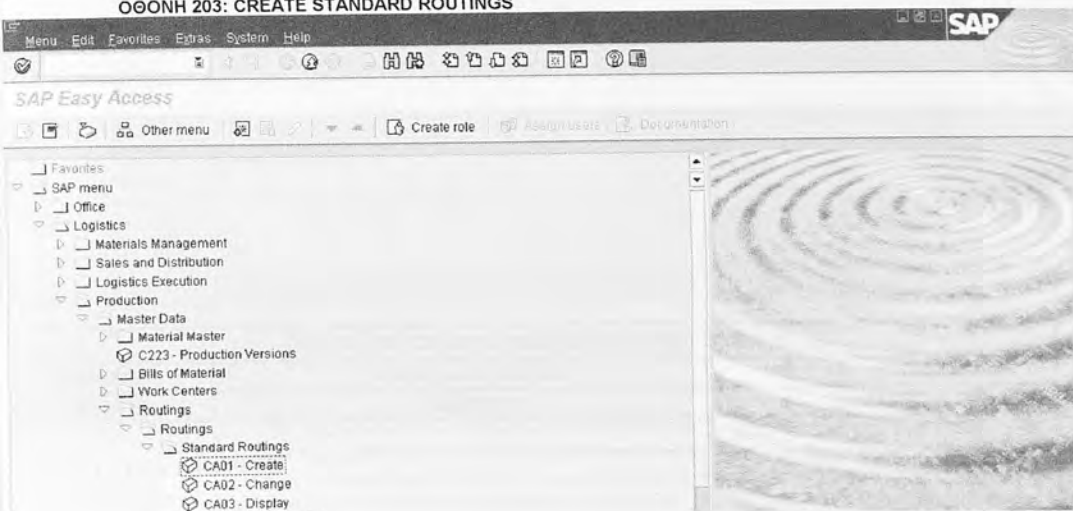 ΟΘΟΝΗ 203: CREATE STANDARD ROUTINGS
Menu Edit Favorites Extras System Help
SAP
SAP Easy Access
Other menu Create role Assign users Documentation
Favorites
SAP menu
Office
Logistics
Materials Management
Sales and Distribution
Logistics Execution
Production
Master Data
Material Master
C223 - Production Versions
Bills of Material
Work Centers
Routings
Routings
Standard Routings
CA01 - Create
CA02 - Change
CA03 - Display